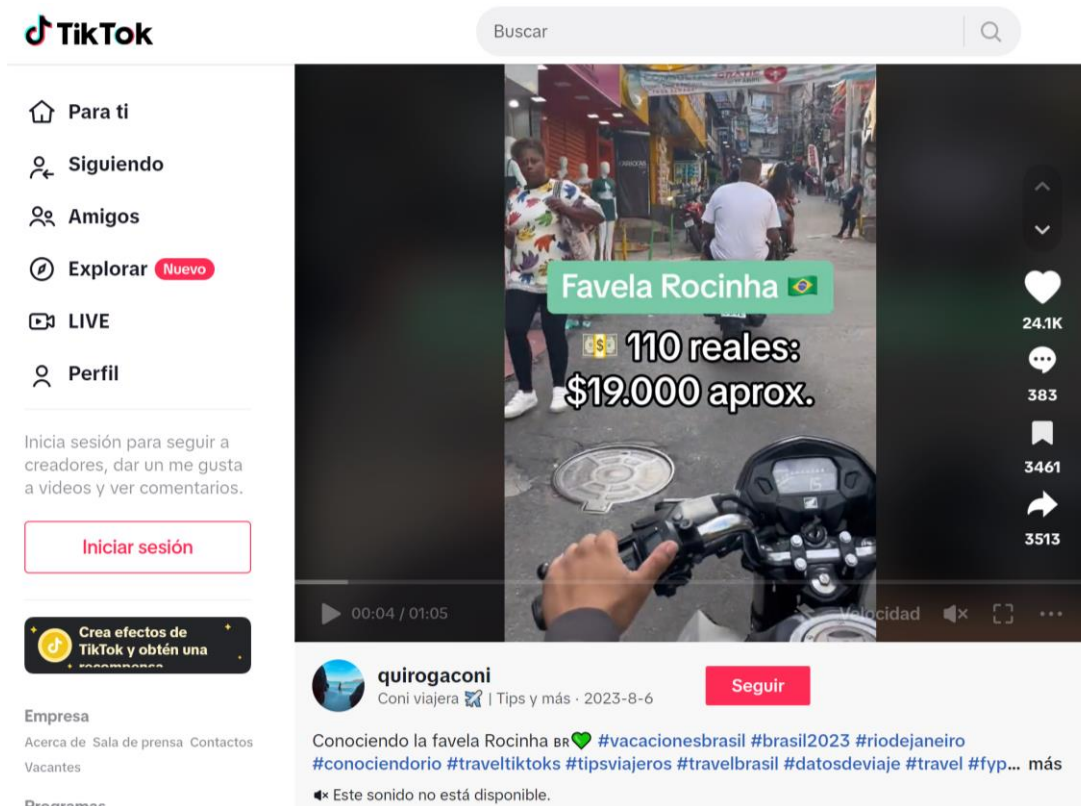 TikTok
Buscar
Para ti
Siguiendo
Amigos
Explorar Nuevo
LIVE
Perfil
Inicia sesión para seguir a
creadores, dar un me gusta
a videos y ver comentarios.
Iniciar sesión
Crea efectos de
TikTok y obtén una
recompensa
Empresa
Acerca de Sala de prensa Contactos
Vacantes
Programas
GRATIS
Favela Rocinha 🇧🇷
💵 110 reales:
$19.000 aprox.
24.1K
383
3461
3513
00:04 / 01:05
Velocidad
quirogaconi
Coni viajera ✈️ | Tips y más · 2023-8-6
Seguir
Conociendo la favela Rocinha BR💚 #vacacionesbrasil #brasil2023 #riodejaneiro
#conociendorio #traveltiktoks #tipsviajeros #travelbrasil #datosdeviaje #travel #fyp... más
Este sonido no está disponible.